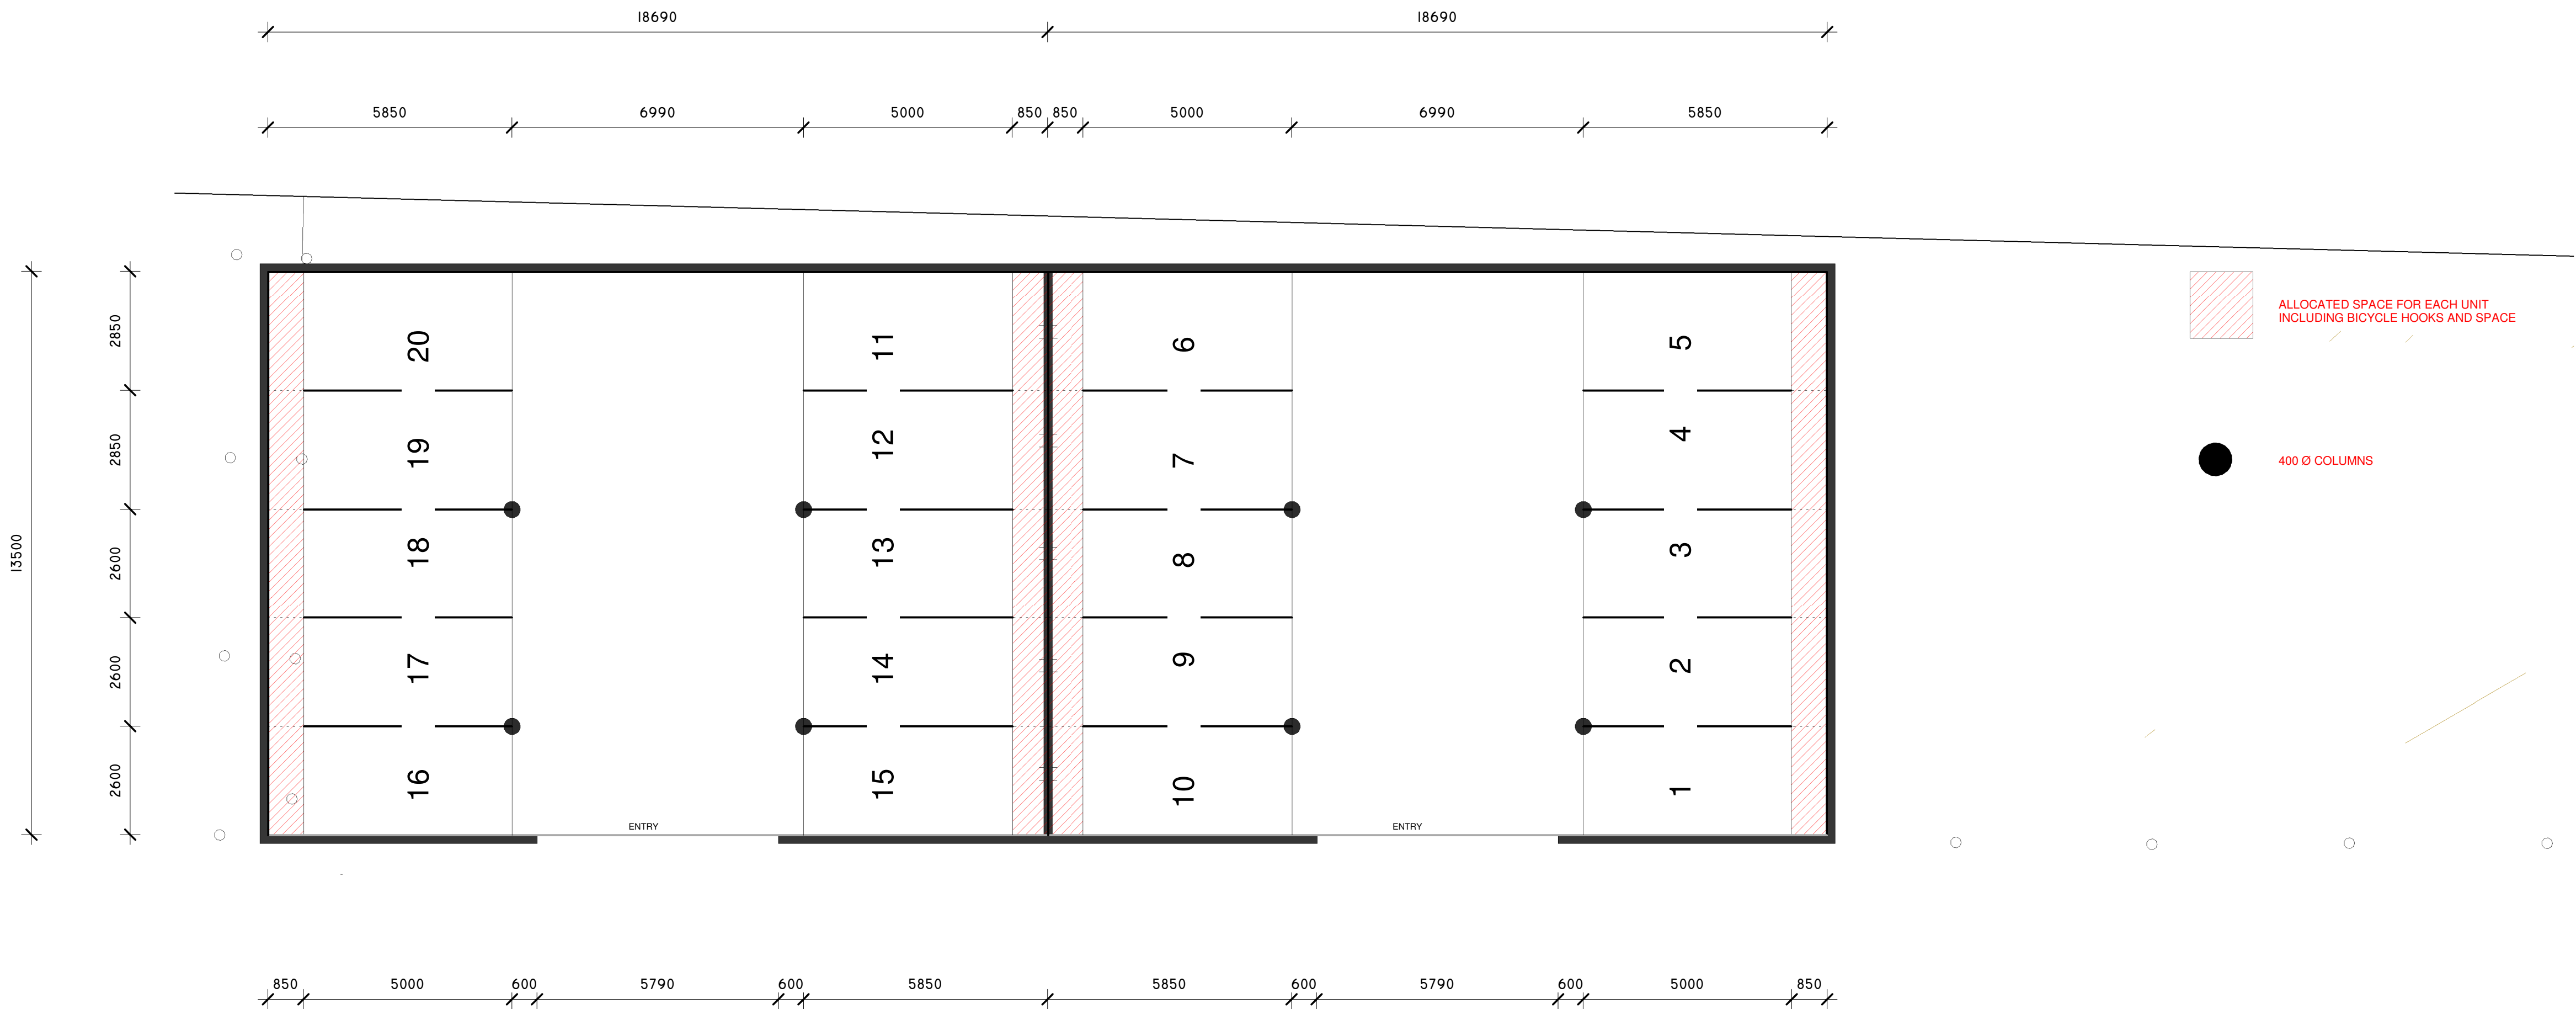 18690 18690
5850 6990 5000 850 850 5000 6990 5850
ALLOCATED SPACE FOR EACH UNIT
INCLUDING BICYCLE HOOKS AND SPACE
400 Ø COLUMNS
13500
2850
2850
2600
2600
2600
20 11 6 5
19 12 7 4
18 13 8 3
17 14 9 2
16 15 10 1
ENTRY ENTRY
850 5000 600 5790 600 5850 5850 600 5790 600 5000 850